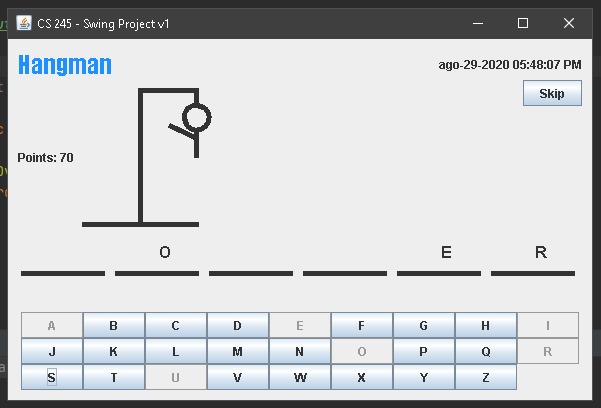 CS 245 - Swing Project v1
Hangman
ago-29-2020 05:48:07 PM
Skip
Points: 70
O E R
A B C D E F G H I
J K L M N O P Q R
S T U V W X Y Z